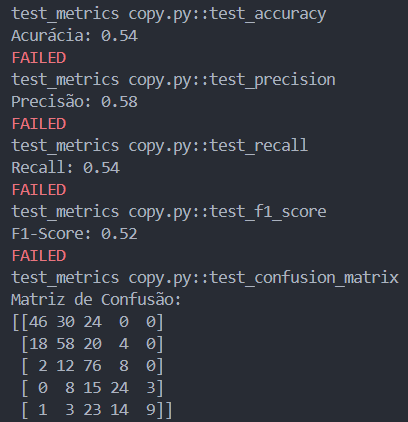 test_metrics copy.py::test_accuracy
Acurácia: 0.54
FAILED
test_metrics copy.py::test_precision
Precisão: 0.58
FAILED
test_metrics copy.py::test_recall
Recall: 0.54
FAILED
test_metrics copy.py::test_f1_score
F1-Score: 0.52
FAILED
test_metrics copy.py::test_confusion_matrix
Matriz de Confusão:
[[46 30 24  0  0]
 [18 58 20  4  0]
 [ 2 12 76  8  0]
 [ 0  8 15 24  3]
 [ 1  3 23 14  9]]